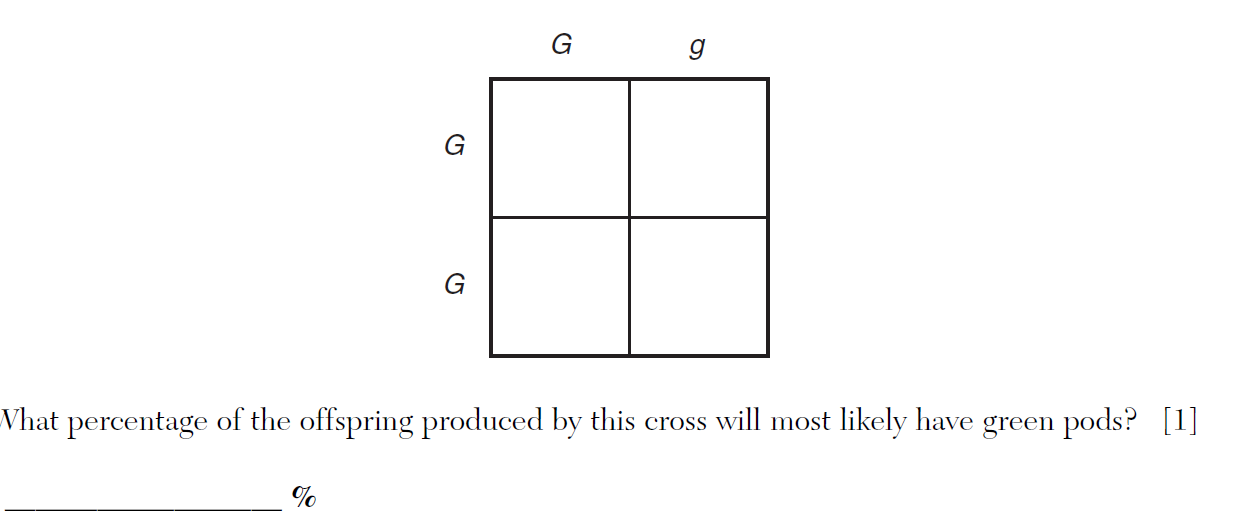 G g
G
G
What percentage of the offspring produced by this cross will most likely have green pods? [1]
%